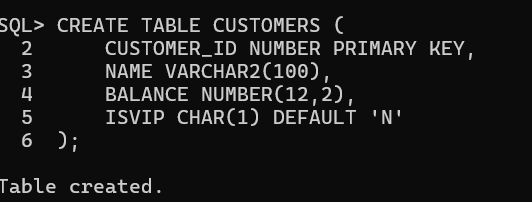 SQL> CREATE TABLE CUSTOMERS (
  2      CUSTOMER_ID NUMBER PRIMARY KEY,
  3      NAME VARCHAR2(100),
  4      BALANCE NUMBER(12,2),
  5      ISVIP CHAR(1) DEFAULT 'N'
  6  );
Table created.